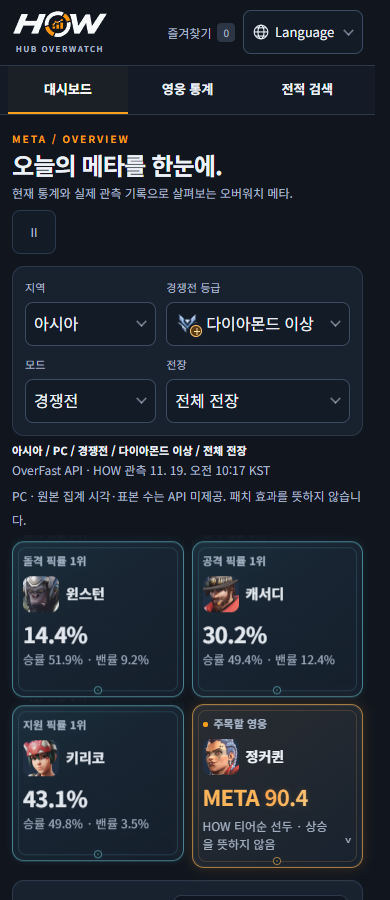 HOW
HUB OVERWATCH
즐겨찾기 0
Language
대시보드 영웅 통계 전적 검색
META / OVERVIEW
오늘의 메타를 한눈에.
현재 통계와 실제 관측 기록으로 살펴보는 오버워치 메타.
지역 경쟁전 등급
아시아 다이아몬드 이상
모드 전장
경쟁전 전체 전장
아시아 / PC / 경쟁전 / 다이아몬드 이상 / 전체 전장
OverFast API · HOW 관측 11. 19. 오전 10:17 KST
PC · 원본 집계 시각·표본 수는 API 미제공. 패치 효과를 뜻하지 않습니
다.
돌격 픽률 1위
윈스턴
14.4%
승률 51.9% · 밴률 9.2%
공격 픽률 1위
캐서디
30.2%
승률 49.4% · 밴률 12.4%
지원 픽률 1위
키리코
43.1%
승률 49.8% · 밴률 3.5%
주목할 영웅
정커퀸
META 90.4
HOW 티어순 선두 · 상승
을 뜻하지 않음